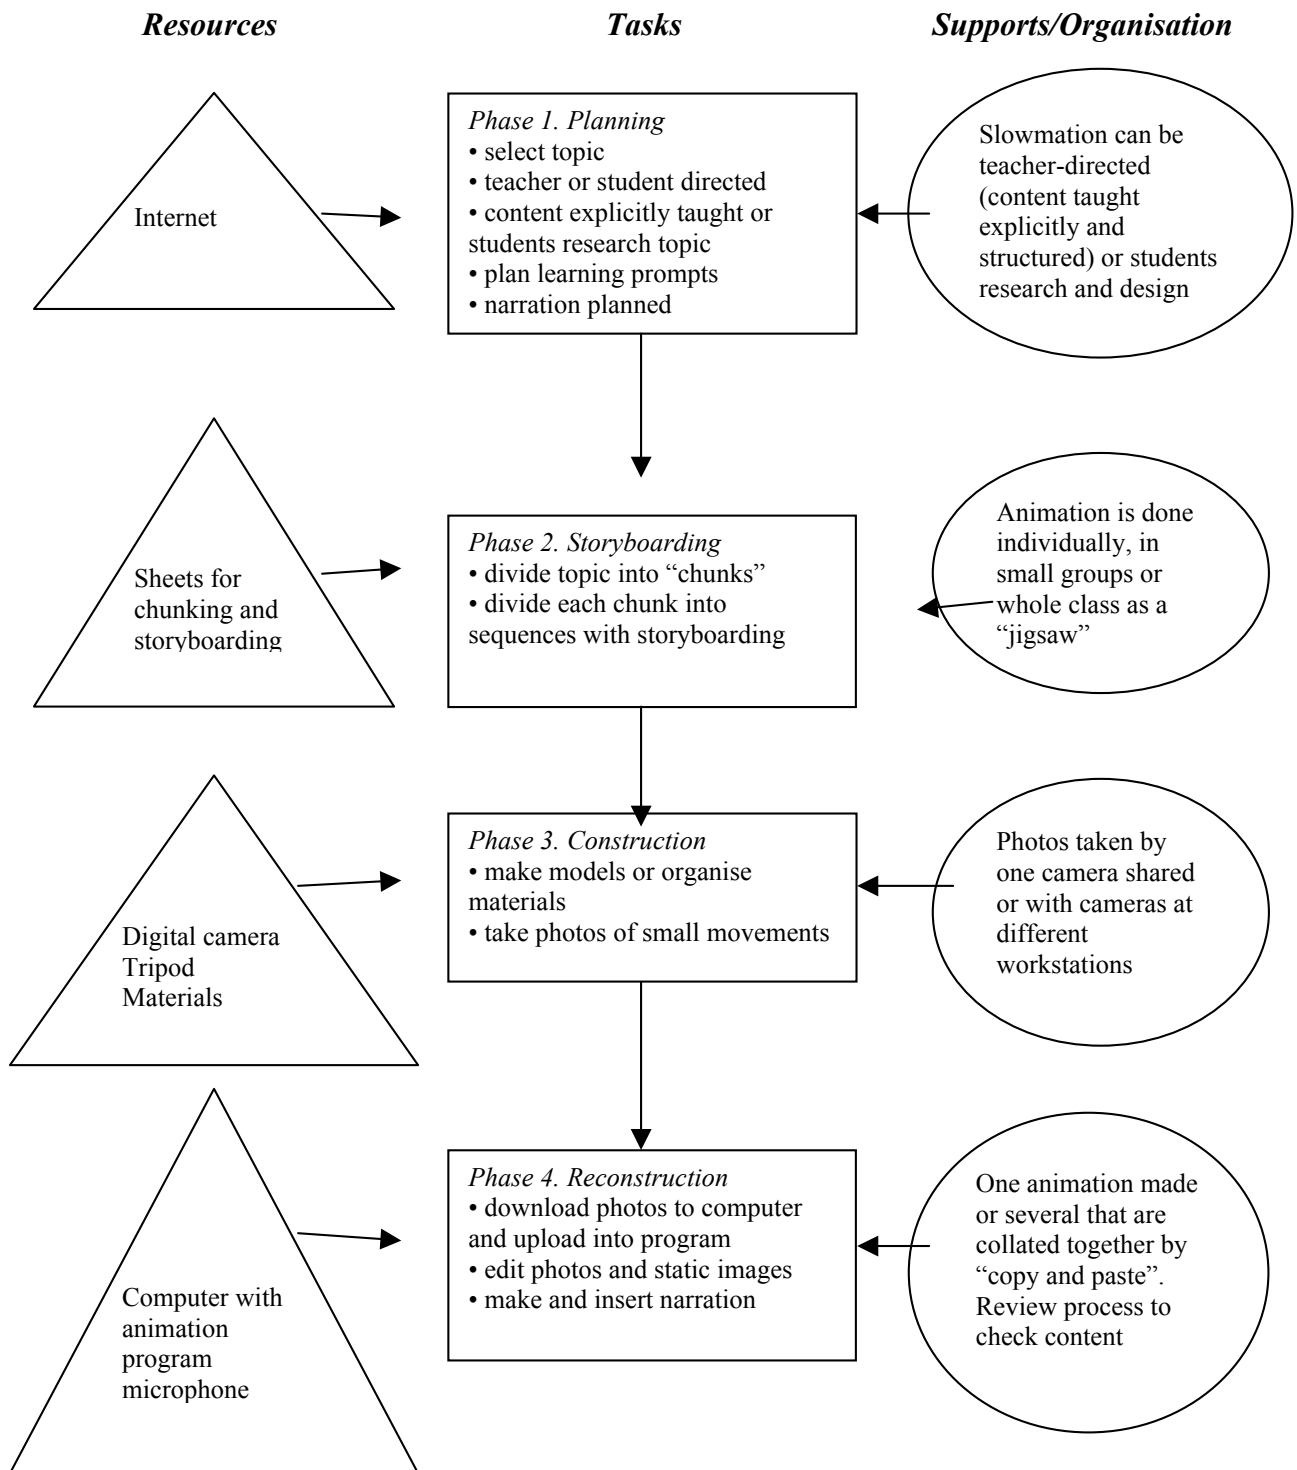 Resources
Tasks
Supports/Organisation
Internet
Phase 1. Planning
• select topic
• teacher or student directed
• content explicitly taught or
students research topic
• plan learning prompts
• narration planned
Slowmation can be
teacher-directed
(content taught
explicitly and
structured) or students
research and design
Sheets for
chunking and
storyboarding
Phase 2. Storyboarding
• divide topic into “chunks”
• divide each chunk into
sequences with storyboarding
Animation is done
individually, in
small groups or
whole class as a
“jigsaw”
Digital camera
Tripod
Materials
Phase 3. Construction
• make models or organise
materials
• take photos of small movements
Photos taken by
one camera shared
or with cameras at
different
workstations
Computer with
animation
program
microphone
Phase 4. Reconstruction
• download photos to computer
and upload into program
• edit photos and static images
• make and insert narration
One animation made
or several that are
collated together by
“copy and paste”.
Review process to
check content